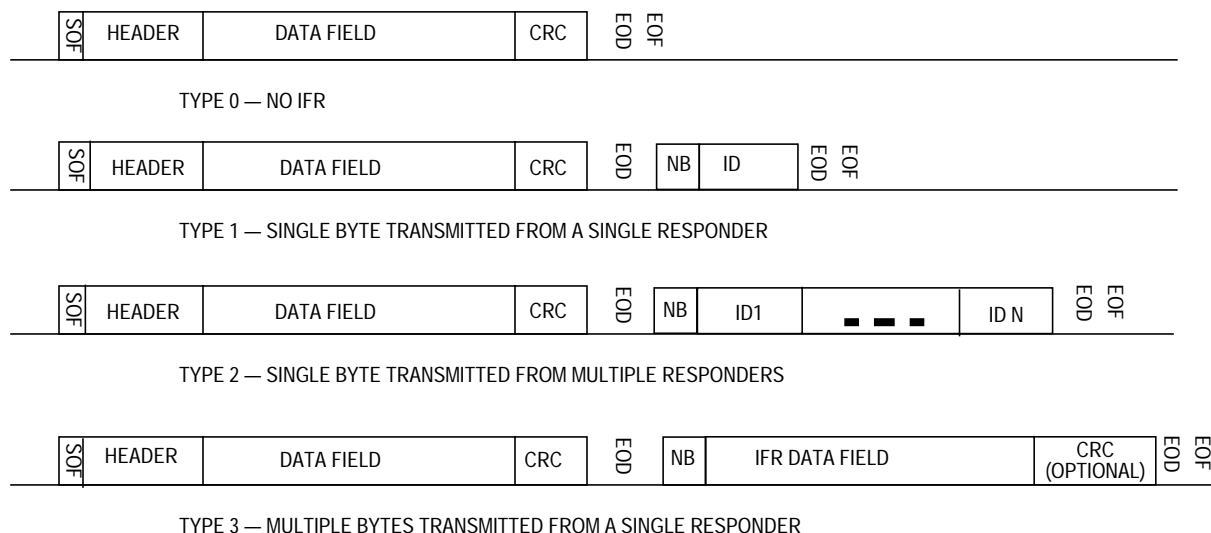 SOF HEADER DATA FIELD CRC EOD EOF
TYPE 0 — NO IFR
SOF HEADER DATA FIELD CRC EOD NB ID EOD EOF
TYPE 1 — SINGLE BYTE TRANSMITTED FROM A SINGLE RESPONDER
SOF HEADER DATA FIELD CRC EOD NB ID1 ID N EOD EOF
TYPE 2 — SINGLE BYTE TRANSMITTED FROM MULTIPLE RESPONDERS
SOF HEADER DATA FIELD CRC EOD NB IFR DATA FIELD CRC (OPTIONAL) EOD EOF
TYPE 3 — MULTIPLE BYTES TRANSMITTED FROM A SINGLE RESPONDER